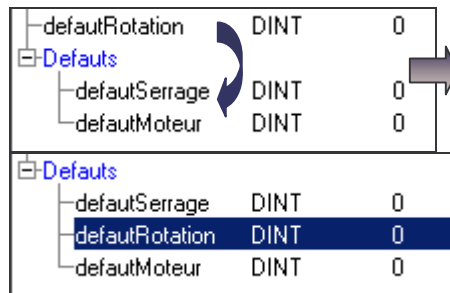 defautRotation DINT 0
Defauts
defautSerrage DINT 0
defautMoteur DINT 0
Defauts
defautSerrage DINT 0
defautRotation DINT 0
defautMoteur DINT 0